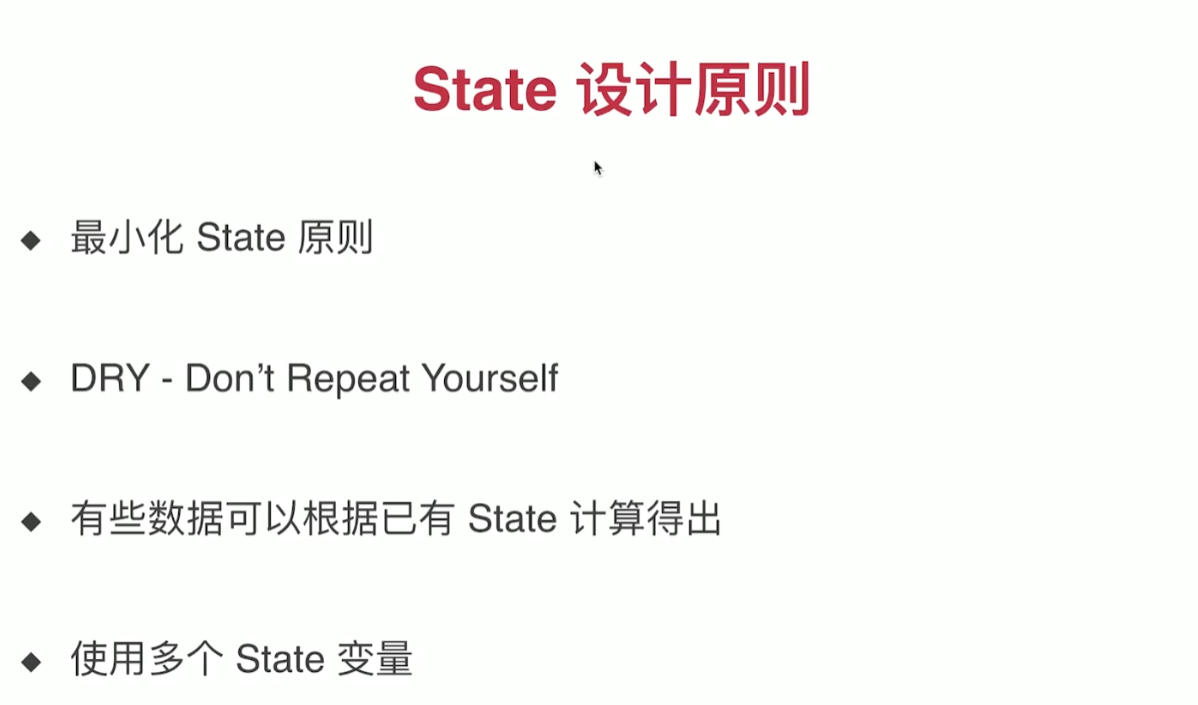 State 设计原则
最小化 State 原则
DRY - Don’t Repeat Yourself
有些数据可以根据已有 State 计算得出
使用多个 State 变量